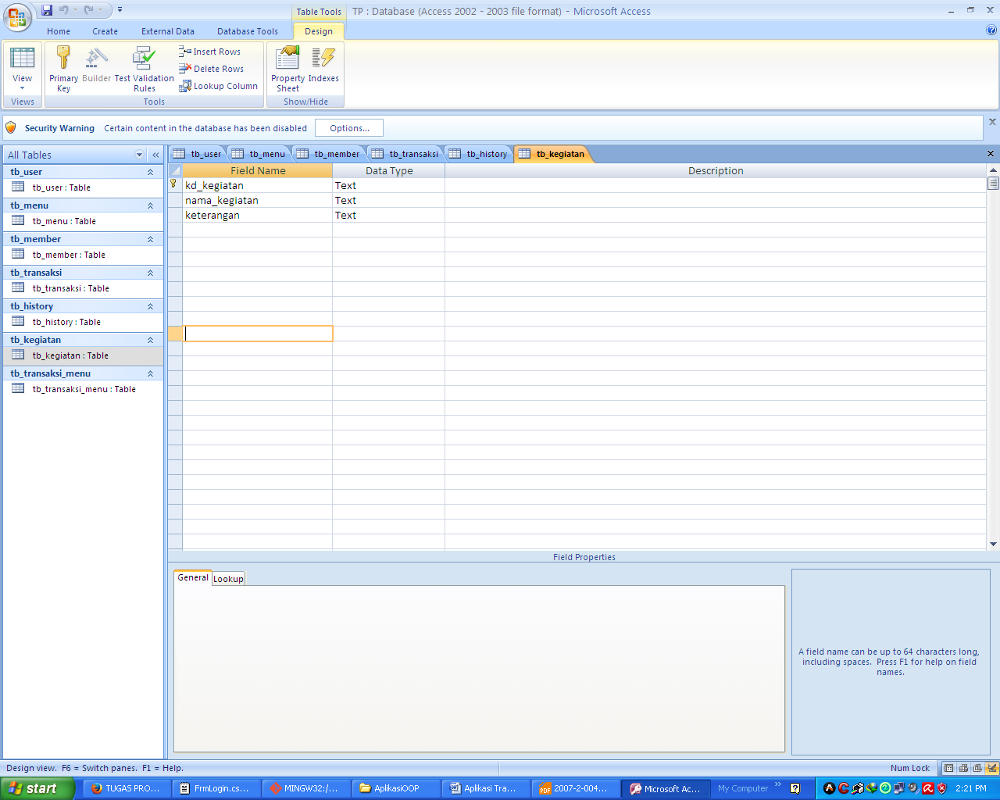 Table Tools TP : Database (Access 2002 - 2003 file format) - Microsoft Access
Home Create External Data Database Tools Design
View
Primary Key
Builder
Test Validation Rules
Insert Rows
Delete Rows
Lookup Column
Property Sheet
Indexes
Views Tools Show/Hide
Security Warning Certain content in the database has been disabled Options...
All Tables
tb_user
tb_user : Table
tb_menu
tb_menu : Table
tb_member
tb_member : Table
tb_transaksi
tb_transaksi : Table
tb_history
tb_history : Table
tb_kegiatan
tb_kegiatan : Table
tb_transaksi_menu
tb_transaksi_menu : Table
tb_user tb_menu tb_member tb_transaksi tb_history tb_kegiatan
Field Name Data Type Description
kd_kegiatan Text
nama_kegiatan Text
keterangan Text
Field Properties
General Lookup
A field name can be up to 64 characters long,
including spaces. Press F1 for help on field
names.
Design view. F6 = Switch panes. F1 = Help. Num Lock
start TUGAS PRO... FrmLogin.cs... MINGW32:/... AplikasiOOP Aplikasi Tra... 2007-2-004... Microsoft Ac... My Computer 2:21 PM